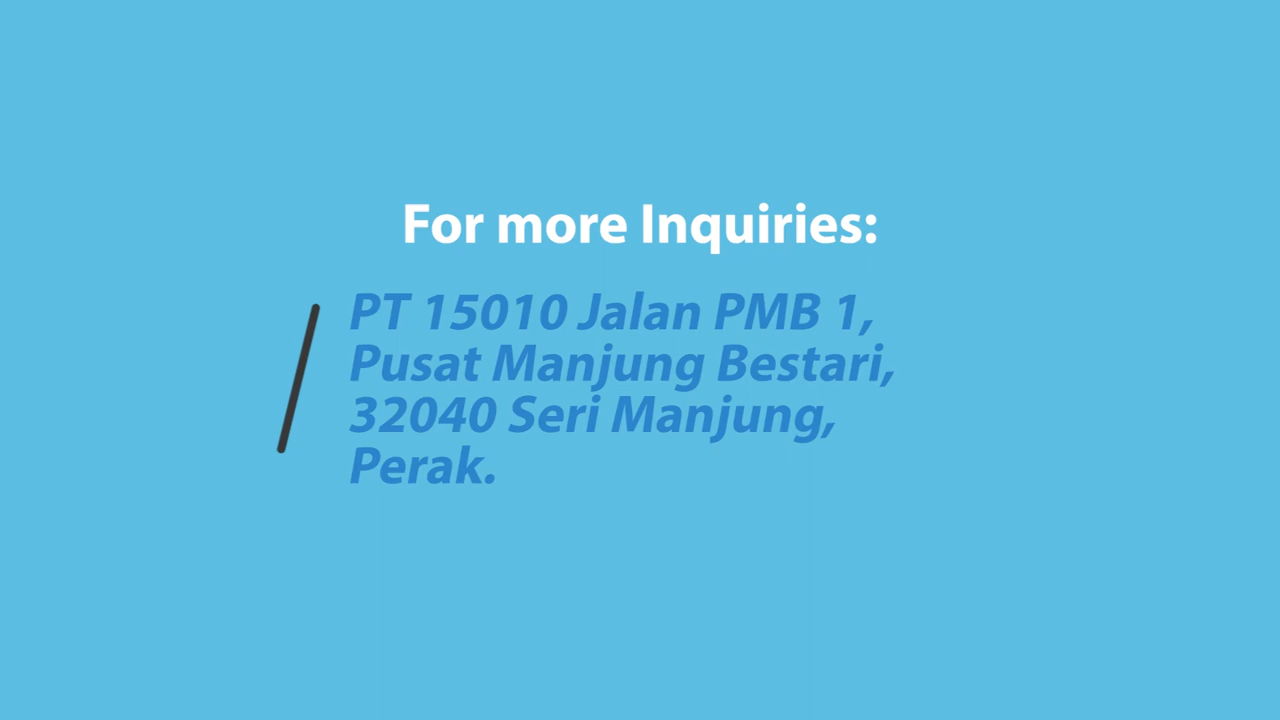 For more Inquiries:
PT 15010 Jalan PMB 1,
Pusat Manjung Bestari,
32040 Seri Manjung,
Perak.